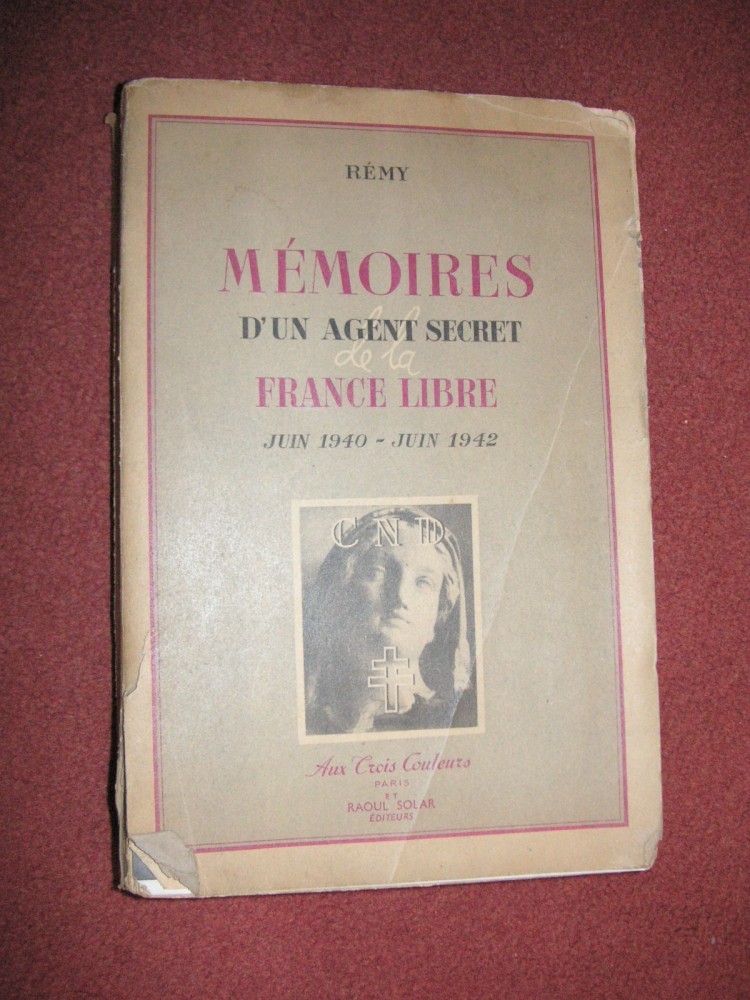 RÉMY
MÉMOIRES
D'UN AGENT SECRET
de la
FRANCE LIBRE
JUIN 1940 - JUIN 1942
CND
Aux Trois Couleurs
PARIS
ET
RAOUL SOLAR
ÉDITEURS